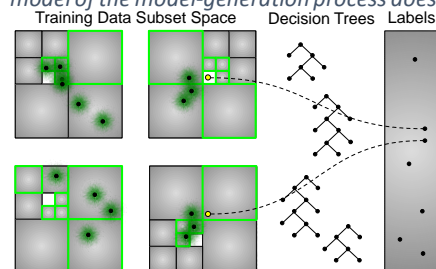 model of the model-generation process does
Training Data Subset Space Decision Trees Labels